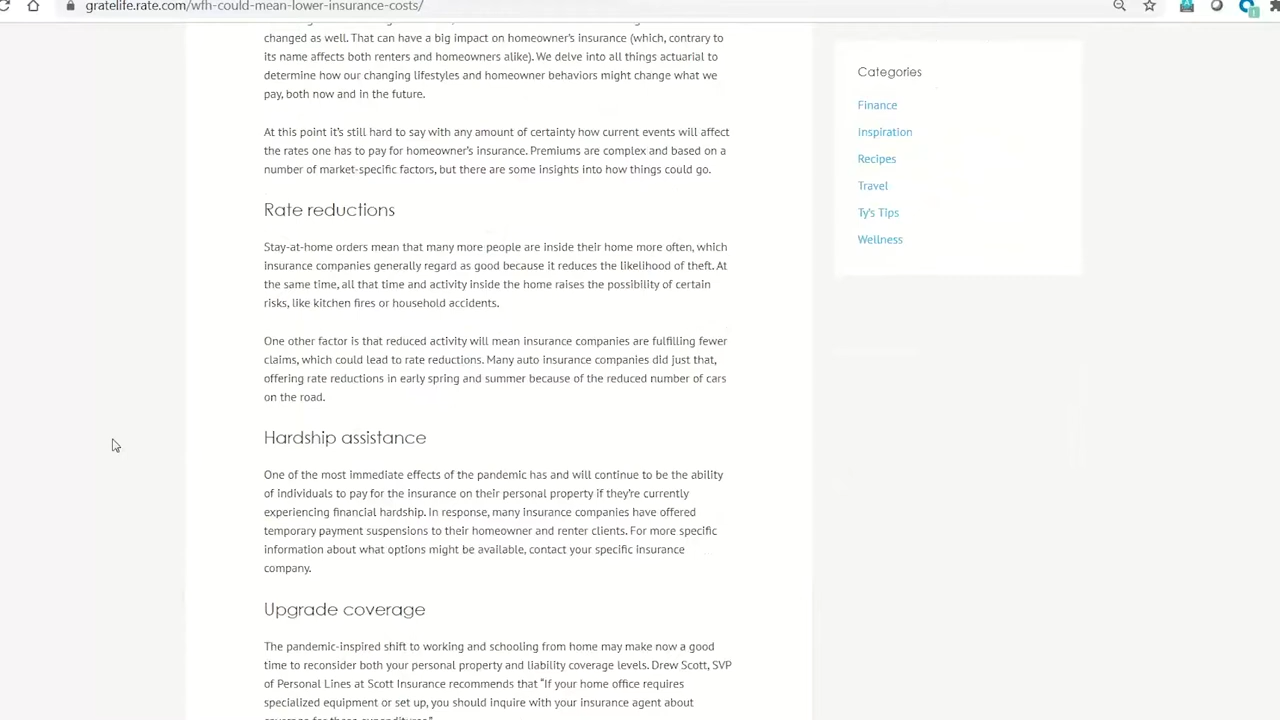 gratelife.rate.com/wfh-could-mean-lower-insurance-costs/
changed as well. That can have a big impact on homeowner's insurance (which, contrary to
its name affects both renters and homeowners alike). We delve into all things actuarial to
determine how our changing lifestyles and homeowner behaviors might change what we
pay, both now and in the future.
At this point it's still hard to say with any amount of certainty how current events will affect
the rates one has to pay for homeowner's insurance. Premiums are complex and based on a
number of market-specific factors, but there are some insights into how things could go.
Rate reductions
Stay-at-home orders mean that many more people are inside their home more often, which
insurance companies generally regard as good because it reduces the likelihood of theft. At
the same time, all that time and activity inside the home raises the possibility of certain
risks, like kitchen fires or household accidents.
One other factor is that reduced activity will mean insurance companies are fulfilling fewer
claims, which could lead to rate reductions. Many auto insurance companies did just that,
offering rate reductions in early spring and summer because of the reduced number of cars
on the road.
Hardship assistance
One of the most immediate effects of the pandemic has and will continue to be the ability
of individuals to pay for the insurance on their personal property if they're currently
experiencing financial hardship. In response, many insurance companies have offered
temporary payment suspensions to their homeowner and renter clients. For more specific
information about what options might be available, contact your specific insurance
company.
Upgrade coverage
The pandemic-inspired shift to working and schooling from home may make now a good
time to reconsider both your personal property and liability coverage levels. Drew Scott, SVP
of Personal Lines at Scott Insurance recommends that "If your home office requires
specialized equipment or set up, you should inquire with your insurance agent about
Categories
Finance
Inspiration
Recipes
Travel
Ty's Tips
Wellness